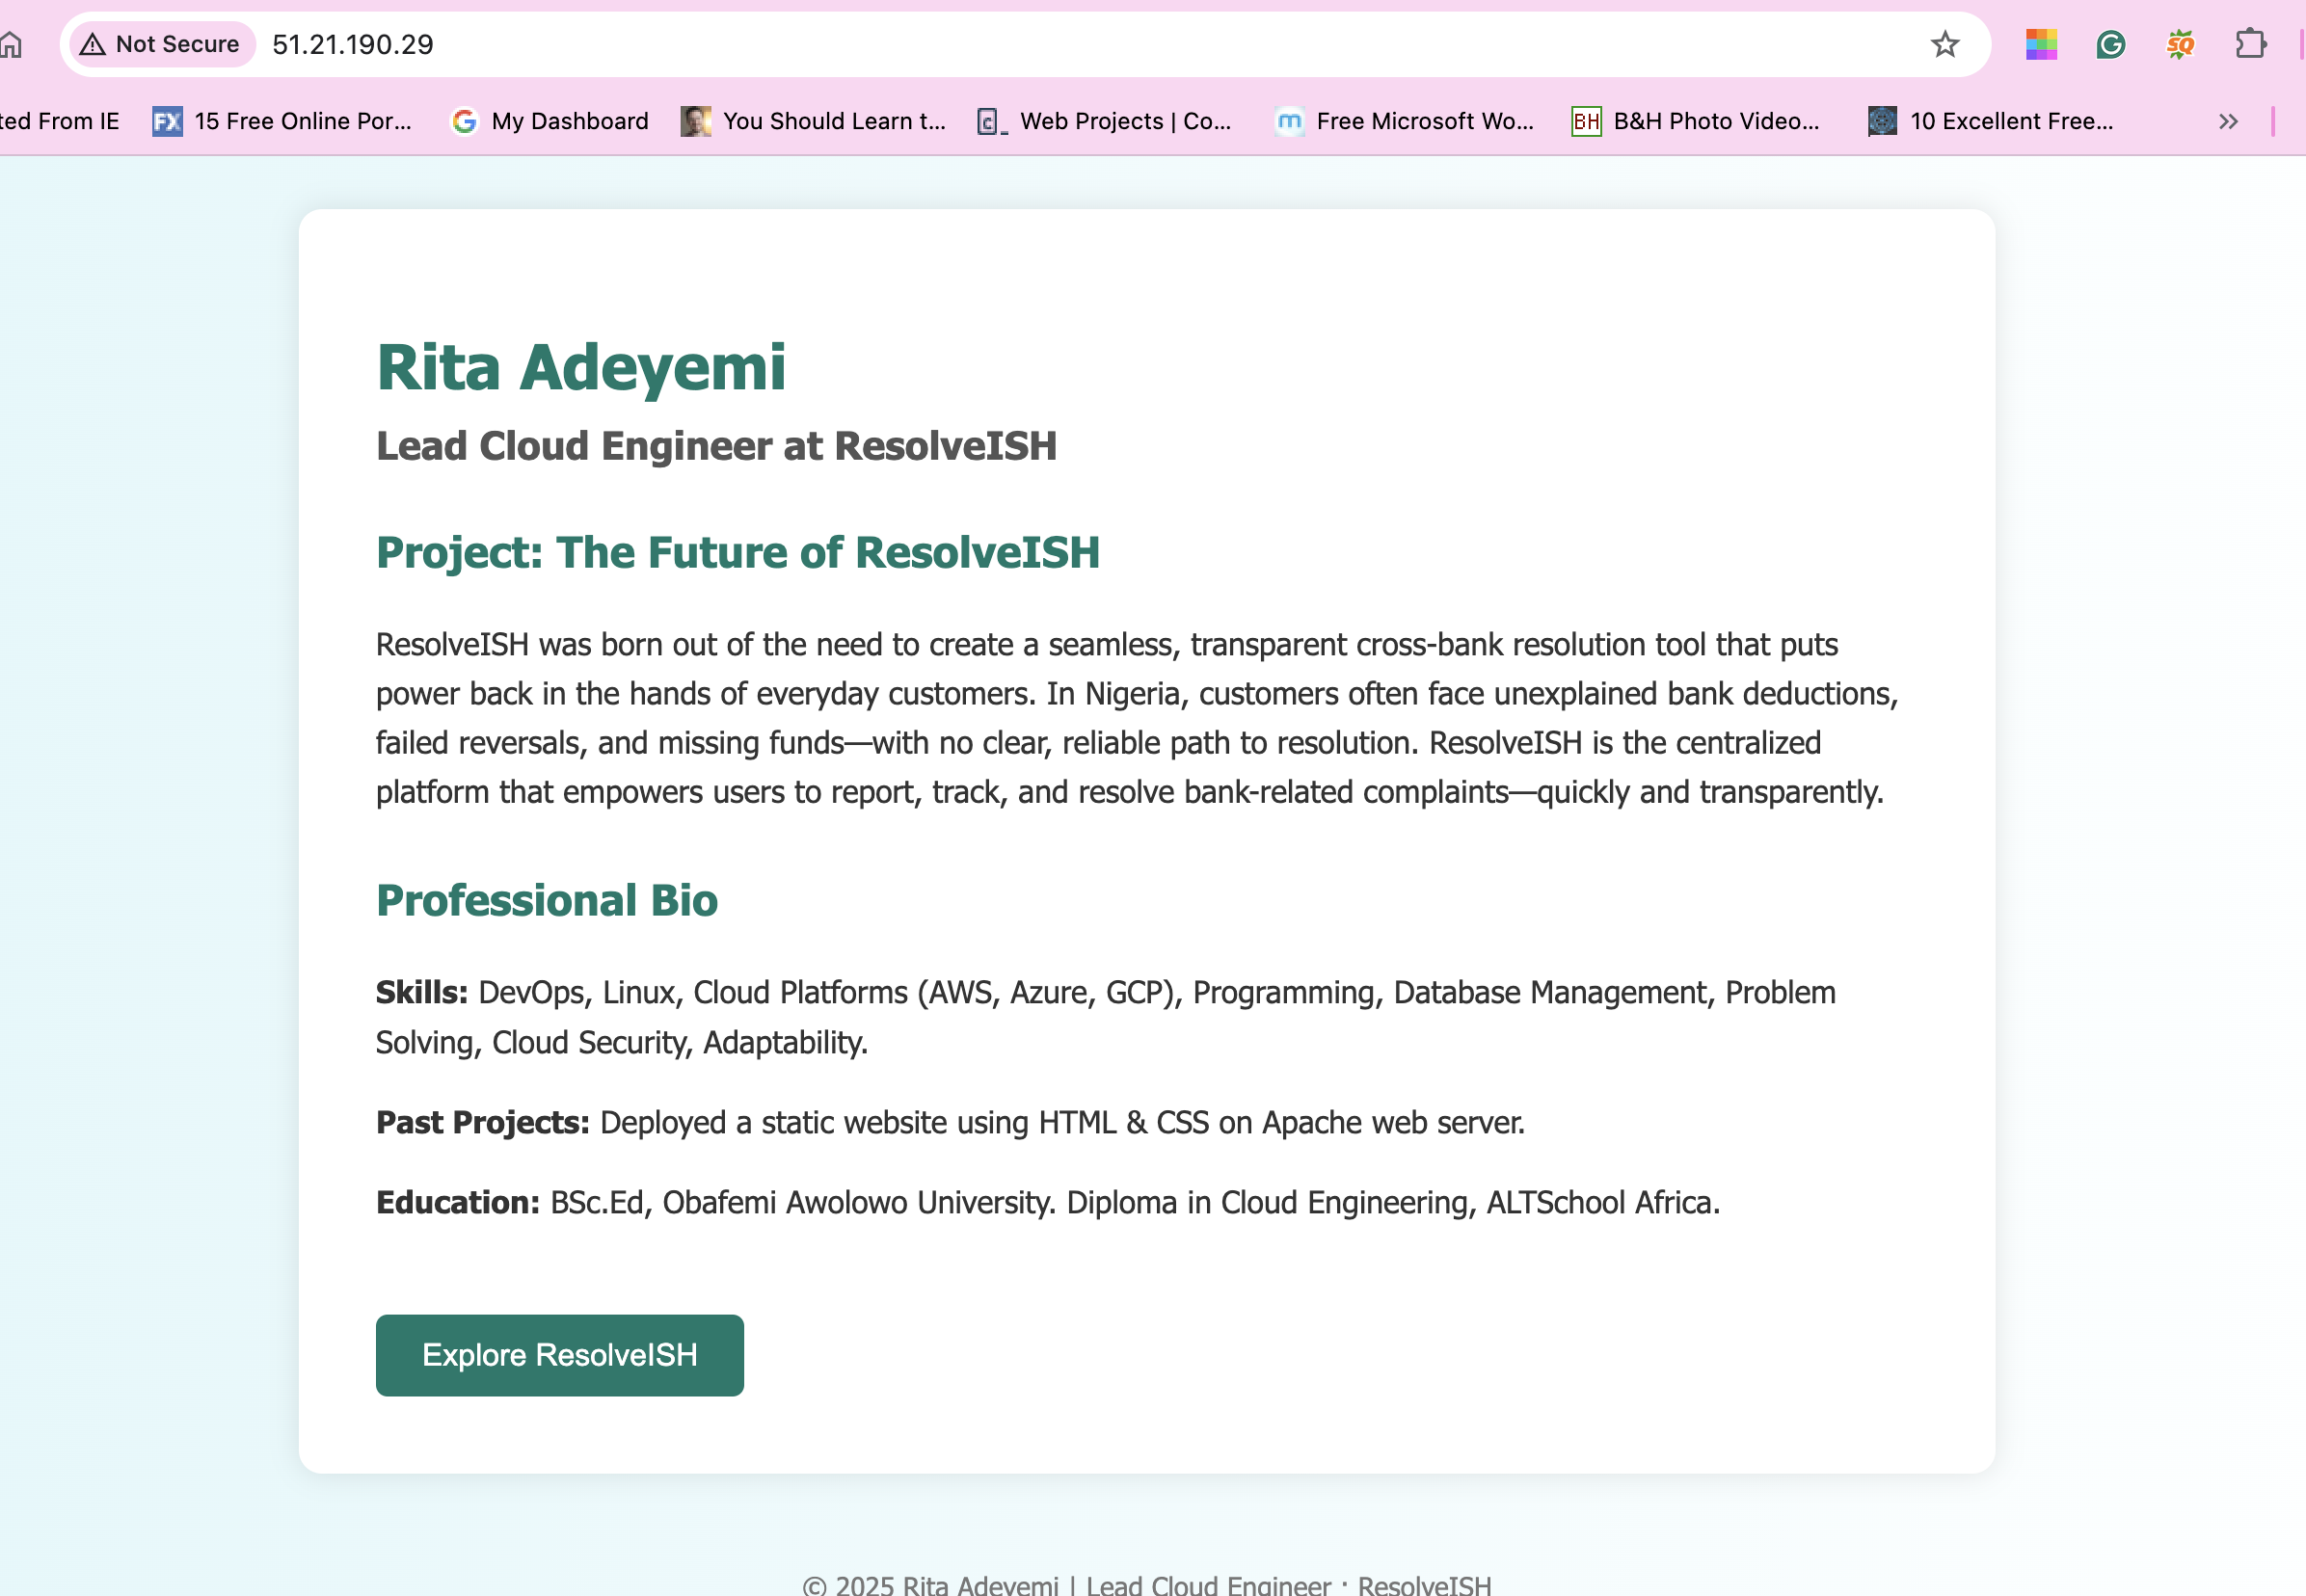 Not Secure 51.21.190.29
ted From IE 15 Free Online Por... My Dashboard You Should Learn t... Web Projects | Co... Free Microsoft Wo... BH B&H Photo Video... 10 Excellent Free...
Rita Adeyemi
Lead Cloud Engineer at ResolveISH
Project: The Future of ResolveISH
ResolveISH was born out of the need to create a seamless, transparent cross-bank resolution tool that puts
power back in the hands of everyday customers. In Nigeria, customers often face unexplained bank deductions,
failed reversals, and missing funds—with no clear, reliable path to resolution. ResolveISH is the centralized
platform that empowers users to report, track, and resolve bank-related complaints—quickly and transparently.
Professional Bio
Skills: DevOps, Linux, Cloud Platforms (AWS, Azure, GCP), Programming, Database Management, Problem
Solving, Cloud Security, Adaptability.
Past Projects: Deployed a static website using HTML & CSS on Apache web server.
Education: BSc.Ed, Obafemi Awolowo University. Diploma in Cloud Engineering, ALTSchool Africa.
Explore ResolveISH
© 2025 Rita Adeyemi | Lead Cloud Engineer · ResolveISH